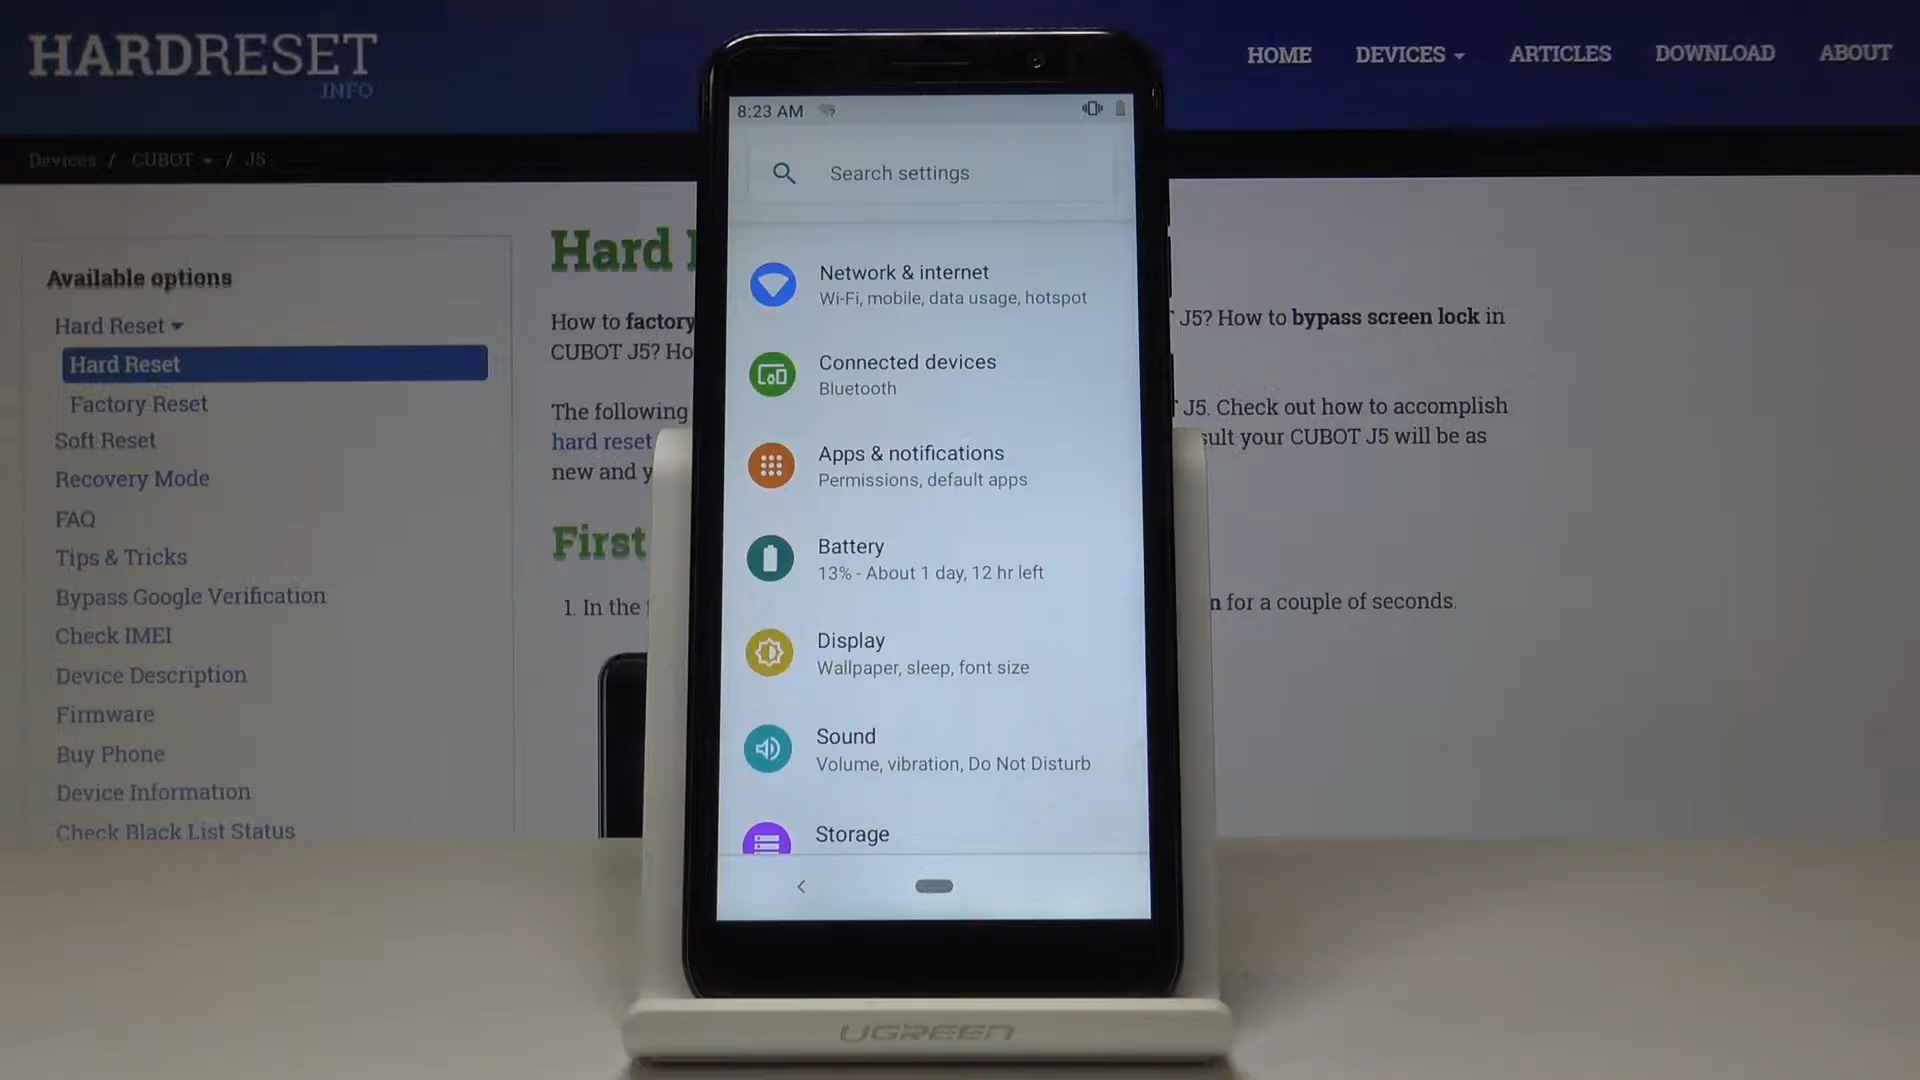 HARDRESET
INFO
HOME DEVICES ARTICLES DOWNLOAD ABOUT
Devices / CUBOT / J5
Available options
Hard Reset
Hard Reset
Factory Reset
Soft Reset
Recovery Mode
FAQ
Tips & Tricks
Bypass Google Verification
Check IMEI
Device Description
Firmware
Buy Phone
Device Information
Check Black List Status
Hard
How to factory
J5? How to bypass screen lock in
CUBOT J5?
The following
J5. Check out how to accomplish
hard reset
your CUBOT J5 will be as
new and
First
1. In the
for a couple of seconds.
8:23 AM
Search settings
Network & internet
Wi-Fi, mobile, data usage, hotspot
Connected devices
Bluetooth
Apps & notifications
Permissions, default apps
Battery
13% - About 1 day, 12 hr left
Display
Wallpaper, sleep, font size
Sound
Volume, vibration, Do Not Disturb
Storage
UGREEN